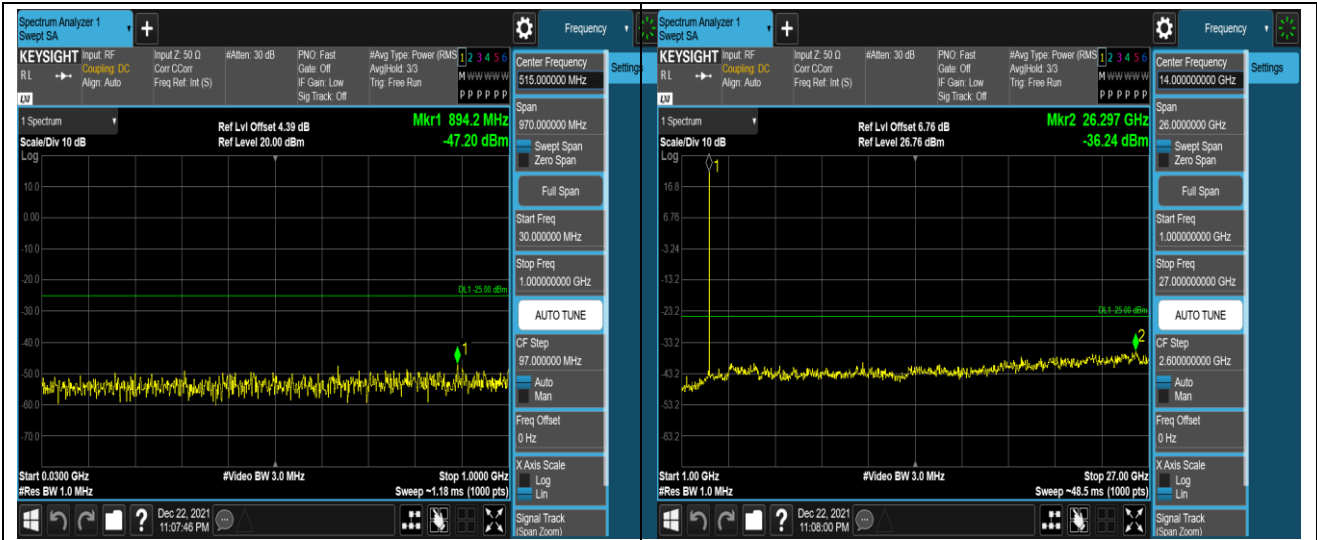 Spectrum Analyzer 1
Swept SA
+
Frequency
KEYSIGHT
Input: RF
Coupling: DC
Align: Auto
Input Z: 50 Ω
Corr CCorr
Freq Ref: Int (S)
#Atten: 30 dB
PNO: Fast
Gate: Off
IF Gain: Low
Sig Track: Off
#Avg Type: Power (RMS
Avg|Hold: 3/3
Trig: Free Run
1 2 3 4 5 6
M W W W W W
P P P P P P
RL
LXI
Center Frequency
515.000000 MHz
Settings
Span
970.000000 MHz
Swept Span
Zero Span
Full Span
Start Freq
30.000000 MHz
Stop Freq
1.000000000 GHz
AUTO TUNE
CF Step
97.000000 MHz
Auto
Man
Freq Offset
0 Hz
X Axis Scale
Log
Lin
Signal Track
(Span Zoom)
1 Spectrum
Scale/Div 10 dB
Ref Lvl Offset 4.39 dB
Ref Level 20.00 dBm
Mkr1 894.2 MHz
-47.20 dBm
Log
10.0
0.00
-10.0
-20.0
DL1 -25.00 dBm
-30.0
-40.0
1
-50.0
-60.0
-70.0
Start 0.0300 GHz
#Res BW 1.0 MHz
#Video BW 3.0 MHz
Stop 1.0000 GHz
Sweep ~1.18 ms (1000 pts)
?
Dec 22, 2021
11:07:46 PM
Spectrum Analyzer 1
Swept SA
+
Frequency
KEYSIGHT
Input: RF
Coupling: DC
Align: Auto
Input Z: 50 Ω
Corr CCorr
Freq Ref: Int (S)
#Atten: 30 dB
PNO: Fast
Gate: Off
IF Gain: Low
Sig Track: Off
#Avg Type: Power (RMS
Avg|Hold: 3/3
Trig: Free Run
1 2 3 4 5 6
M W W W W W
P P P P P P
RL
LXI
Center Frequency
14.000000000 GHz
Settings
Span
26.0000000 GHz
Swept Span
Zero Span
Full Span
Start Freq
1.000000000 GHz
Stop Freq
27.000000000 GHz
AUTO TUNE
CF Step
2.600000000 GHz
Auto
Man
Freq Offset
0 Hz
X Axis Scale
Log
Lin
Signal Track
(Span Zoom)
1 Spectrum
Scale/Div 10 dB
Ref Lvl Offset 6.76 dB
Ref Level 26.76 dBm
Mkr2 26.297 GHz
-36.24 dBm
Log
1
16.8
6.76
-3.24
-13.2
-23.2
DL1 -25.00 dBm
-33.2
2
-43.2
-53.2
-63.2
Start 1.00 GHz
#Res BW 1.0 MHz
#Video BW 3.0 MHz
Stop 27.00 GHz
Sweep ~48.5 ms (1000 pts)
?
Dec 22, 2021
11:08:00 PM